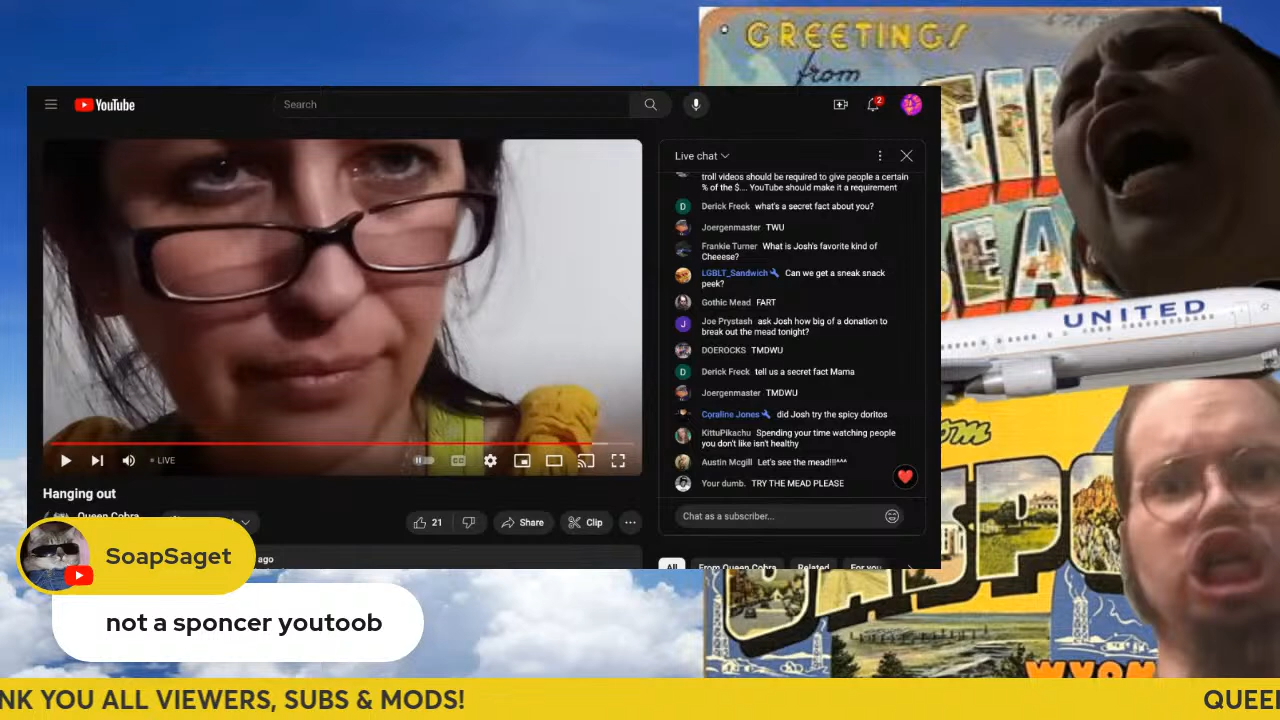 GREETINGS
from
YouTube
Search
2
Live chat
troll videos should be required to give people a certain
% of the $... YouTube should make it a requirement
D Derick Freck what's a secret fact about you?
Joergenmaster TWU
Frankie Turner What is Josh's favorite kind of
Cheeese?
LGBLT_Sandwich Can we get a sneak snack
peek?
Gothic Mead FART
J Joe Prystash ask Josh how big of a donation to
break out the mead tonight?
DOEROCKS TMDWU
D Derick Freck tell us a secret fact Mama
Joergenmaster TMDWU
Coraline Jones did Josh try the spicy doritos
KittuPikachu Spending your time watching people
you don't like isn't healthy
Austin Mcgill Let's see the mead!!!^^^
Your dumb. TRY THE MEAD PLEASE
Chat as a subscriber...
LIVE
CC
Hanging out
Queen Cobra
21
Share
Clip
ago
All From Queen Cobra Related For you
UNITED
SoapSaget
not a sponcer youtoob
WYOM
NK YOU ALL VIEWERS, SUBS & MODS!
QUEE